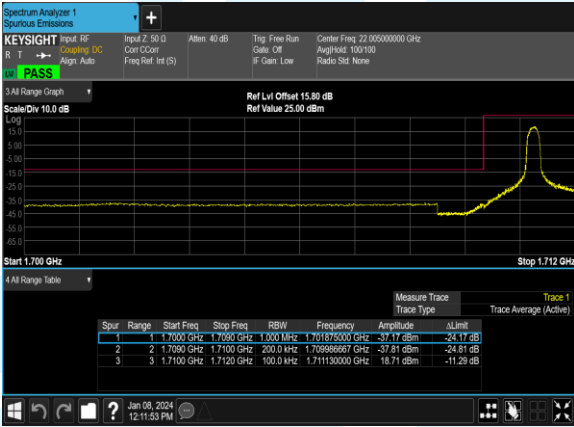 Spectrum Analyzer 1
Spurious Emissions
+
KEYSIGHT Input: RF Input Z: 50 Ω Atten: 40 dB Trig: Free Run Center Freq: 22.005000000 GHz
R T Coupling: DC Corr CCorr Gate: Off Avg|Hold: 100/100
Align: Auto Freq Ref: Int (S) IF Gain: Low Radio Std: None
LW PASS
3 All Range Graph
Ref Lvl Offset 15.80 dB
Scale/Div 10.0 dB Ref Value 25.00 dBm
Log
15.0
5.00
-5.00
-15.0
-25.0
-35.0
-45.0
-55.0
-65.0
Start 1.700 GHz Stop 1.712 GHz
4 All Range Table
Measure Trace Trace 1
Trace Type Trace Average (Active)
Spur Range Start Freq Stop Freq RBW Frequency Amplitude ΔLimit
1 1 1.7000 GHz 1.7090 GHz 1.000 MHz 1.701875000 GHz -37.17 dBm -24.17 dB
2 2 1.7090 GHz 1.7100 GHz 200.0 kHz 1.709986667 GHz -37.81 dBm -24.81 dB
3 3 1.7100 GHz 1.7120 GHz 100.0 kHz 1.711130000 GHz 18.71 dBm -11.29 dB
? Jan 08, 2024
12:11:53 PM